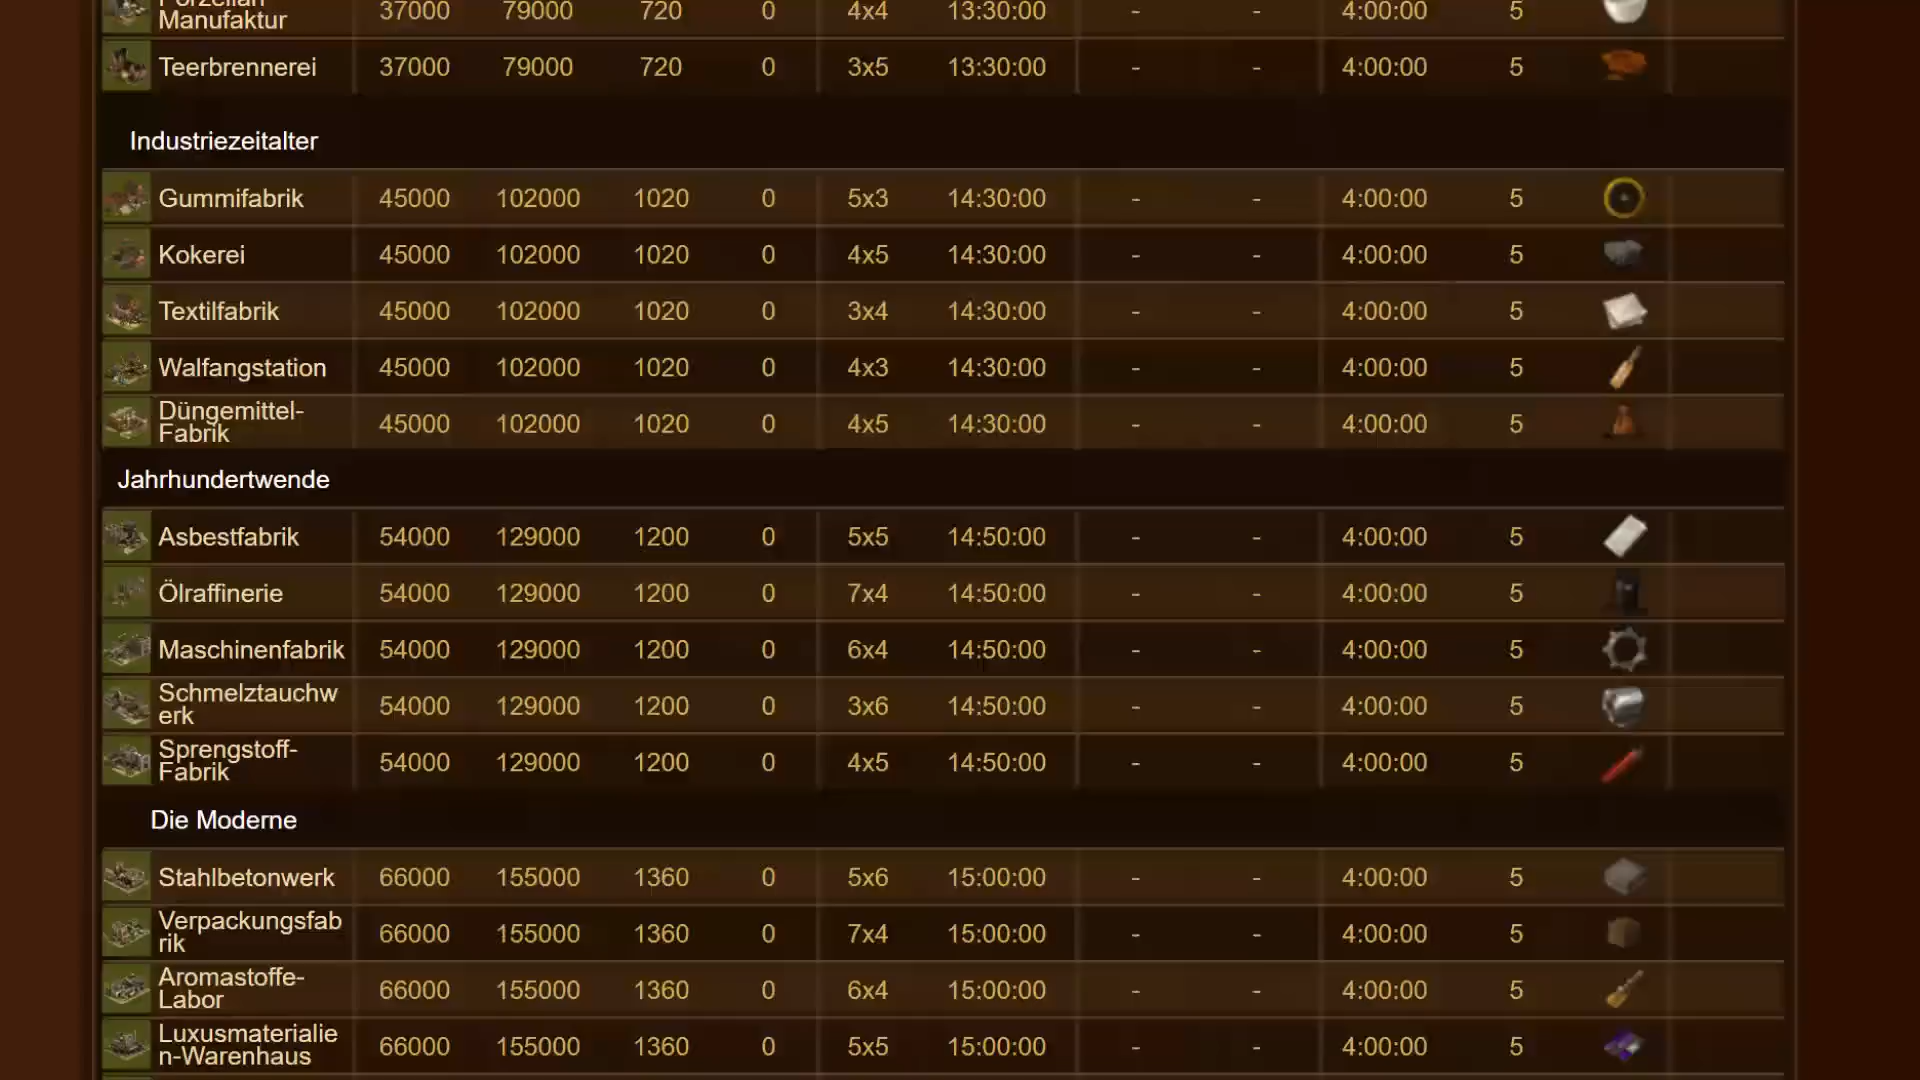 Porzellan
Manufaktur 37000 79000 720 0 4x4 13:30:00 - - 4:00:00 5
Teerbrennerei 37000 79000 720 0 3x5 13:30:00 - - 4:00:00 5
Industriezeitalter
Gummifabrik 45000 102000 1020 0 5x3 14:30:00 - - 4:00:00 5
Kokerei 45000 102000 1020 0 4x5 14:30:00 - - 4:00:00 5
Textilfabrik 45000 102000 1020 0 3x4 14:30:00 - - 4:00:00 5
Walfangstation 45000 102000 1020 0 4x3 14:30:00 - - 4:00:00 5
Düngemittel-
Fabrik 45000 102000 1020 0 4x5 14:30:00 - - 4:00:00 5
Jahrhundertwende
Asbestfabrik 54000 129000 1200 0 5x5 14:50:00 - - 4:00:00 5
Ölraffinerie 54000 129000 1200 0 7x4 14:50:00 - - 4:00:00 5
Maschinenfabrik 54000 129000 1200 0 6x4 14:50:00 - - 4:00:00 5
Schmelztauchw
erk 54000 129000 1200 0 3x6 14:50:00 - - 4:00:00 5
Sprengstoff-
Fabrik 54000 129000 1200 0 4x5 14:50:00 - - 4:00:00 5
Die Moderne
Stahlbetonwerk 66000 155000 1360 0 5x6 15:00:00 - - 4:00:00 5
Verpackungsfab
rik 66000 155000 1360 0 7x4 15:00:00 - - 4:00:00 5
Aromastoffe-
Labor 66000 155000 1360 0 6x4 15:00:00 - - 4:00:00 5
Luxusmaterialie
n-Warenhaus 66000 155000 1360 0 5x5 15:00:00 - - 4:00:00 5